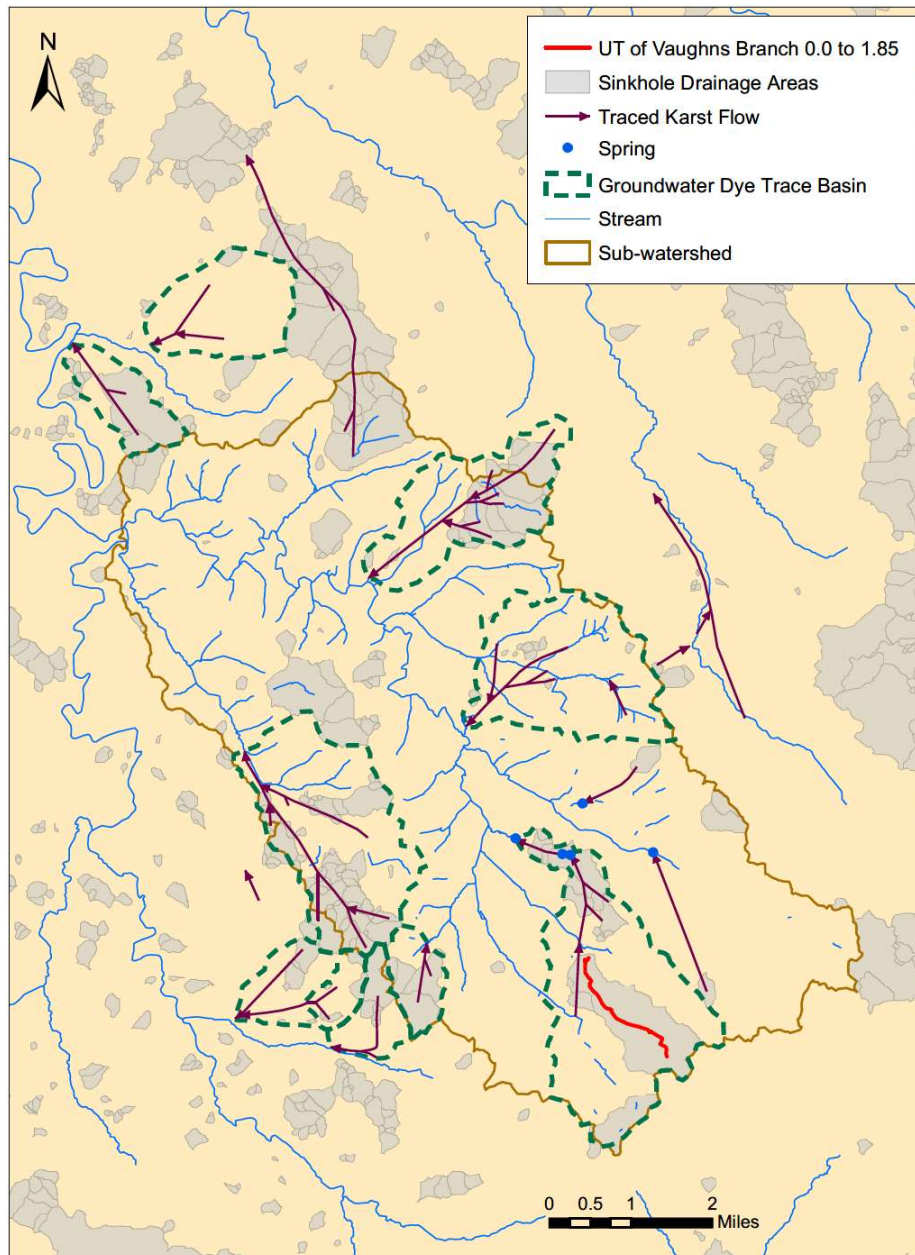 N
UT of Vaughns Branch 0.0 to 1.85
Sinkhole Drainage Areas
Traced Karst Flow
Spring
Groundwater Dye Trace Basin
Stream
Sub-watershed
0 0.5 1 2
Miles